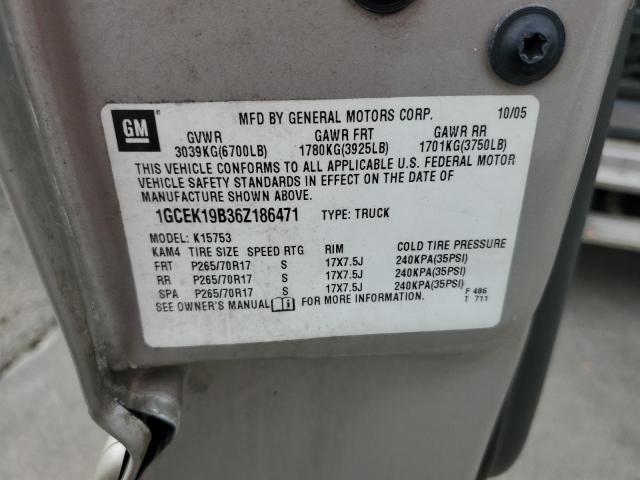 GM
MFD BY GENERAL MOTORS CORP. 10/05
GVWR GAWR FRT GAWR RR
3039KG(6700LB) 1780KG(3925LB) 1701KG(3750LB)
THIS VEHICLE CONFORMS TO ALL APPLICABLE U.S. FEDERAL MOTOR
VEHICLE SAFETY STANDARDS IN EFFECT ON THE DATE OF
MANUFACTURE SHOWN ABOVE.
1GCEK19B36Z186471 TYPE: TRUCK
MODEL: K15753
KAM4 TIRE SIZE SPEED RTG RIM COLD TIRE PRESSURE
FRT P265/70R17 S 17X7.5J 240KPA(35PSI)
RR P265/70R17 S 17X7.5J 240KPA(35PSI)
SPA P265/70R17 S 17X7.5J 240KPA(35PSI)
SEE OWNER'S MANUAL FOR MORE INFORMATION.
F 486
T 711